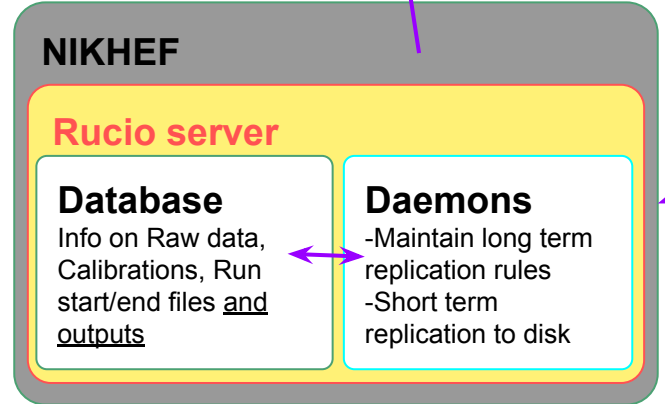 NIKHEF
Rucio server
Database
Info on Raw data,
Calibrations, Run
start/end files and
outputs
Daemons
-Maintain long term
replication rules
-Short term
replication to disk